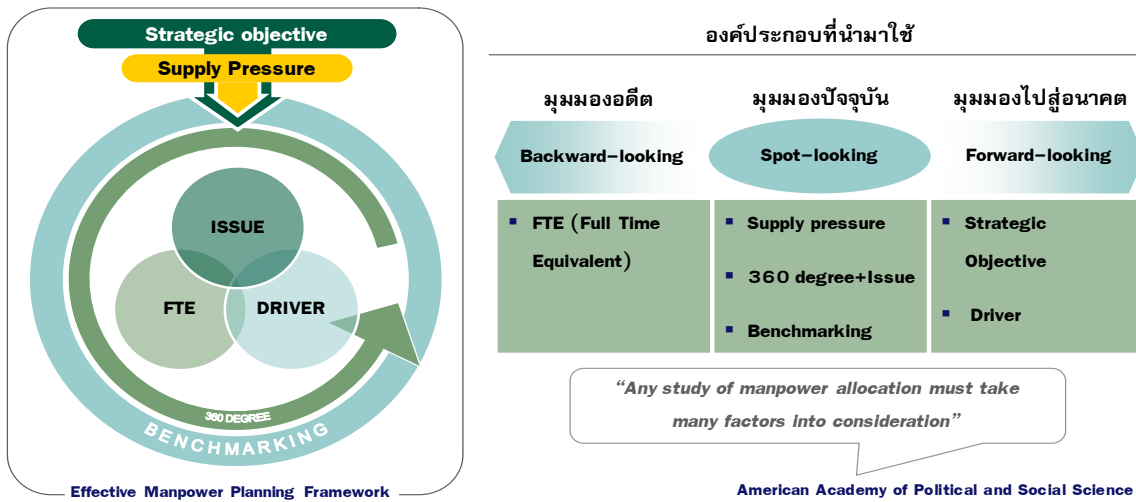 Strategic objective
Supply Pressure
ISSUE
FTE
DRIVER
360 DEGREE
BENCHMARKING
Effective Manpower Planning Framework
องค์ประกอบที่นำมาใช้
มุมมองอดีต
มุมมองปัจจุบัน
มุมมองไปสู่อนาคต
Backward-looking
Spot-looking
Forward-looking
▪ FTE (Full Time
Equivalent)
▪ Supply pressure
▪ 360 degree+Issue
▪ Benchmarking
▪ Strategic
Objective
▪ Driver
“Any study of manpower allocation must take
many factors into consideration”
American Academy of Political and Social Science